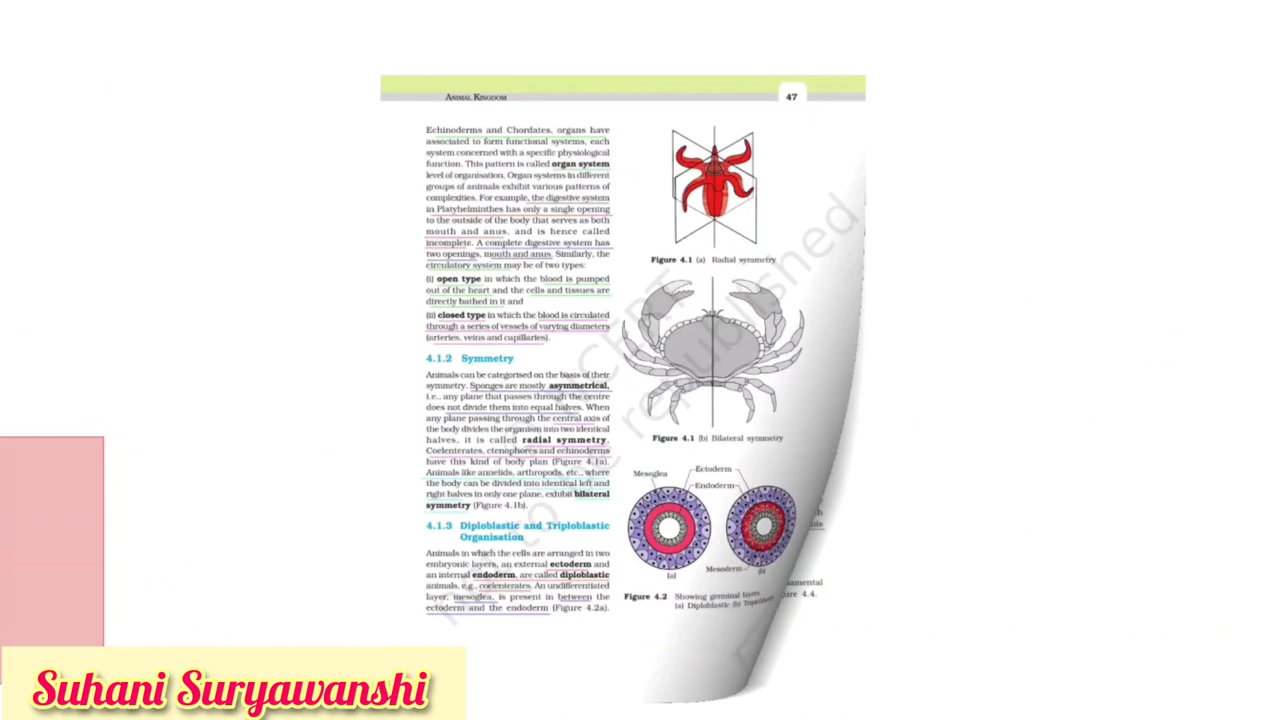 ANIMAL KINGDOM
47
Echinoderms and Chordates, organs have
associated to form functional systems, each
system concerned with a specific physiological
function. This pattern is called organ system
level of organisation. Organ systems in different
groups of animals exhibit various patterns of
complexities. For example, the digestive system
in Platyhelminthes has only a single opening
to the outside of the body that serves as both
mouth and anus, and is hence called
incomplete. A complete digestive system has
two openings, mouth and anus. Similarly, the
circulatory system may be of two types:
(i) open type in which the blood is pumped
out of the heart and the cells and tissues are
directly bathed in it and
(ii) closed type in which the blood is circulated
through a series of vessels of varying diameters
(arteries, veins and capillaries).
4.1.2 Symmetry
Animals can be categorised on the basis of their
symmetry. Sponges are mostly asymmetrical,
i.e., any plane that passes through the centre
does not divide them into equal halves. When
any plane passing through the central axis of
the body divides the organism into two identical
halves, it is called radial symmetry.
Coelenterates, ctenophores and echinoderms
have this kind of body plan (Figure 4.1a).
Animals like annelids, arthropods, etc., where
the body can be divided into identical left and
right halves in only one plane, exhibit bilateral
symmetry (Figure 4.1b).
4.1.3 Diploblastic and Triploblastic
Organisation
Animals in which the cells are arranged in two
embryonic layers, an external ectoderm and
an internal endoderm, are called diploblastic
animals, e.g., coelenterates. An undifferentiated
layer, mesoglea, is present in between the
ectoderm and the endoderm (Figure 4.2a).
Figure 4.1 (a) Radial symmetry
Figure 4.1 (b) Bilateral symmetry
Mesoglea
Ectoderm
Endoderm
Mesoderm
(a)
(b)
Figure 4.2 Showing germinal layers
(a) Diploblastic (b)
4.4.
republished
Suhani Suryawanshi